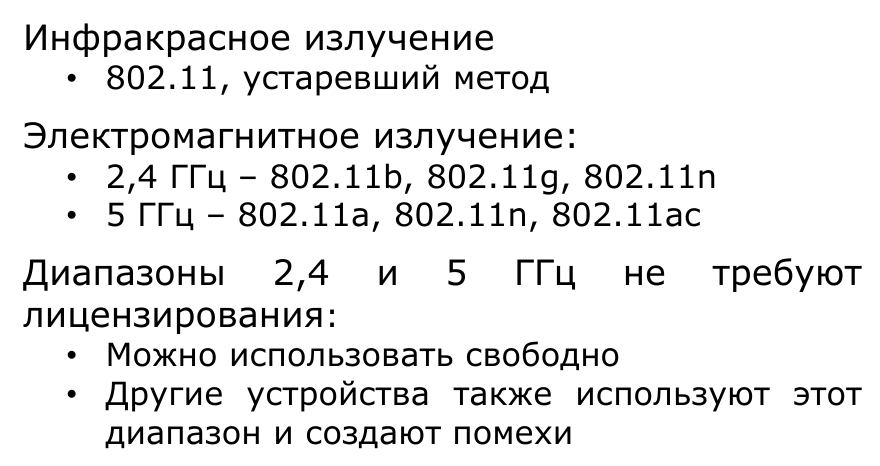 Инфракрасное излучение
• 802.11, устаревший метод
Электромагнитное излучение:
• 2,4 ГГц – 802.11b, 802.11g, 802.11n
• 5 ГГц – 802.11a, 802.11n, 802.11ac
Диапазоны 2,4 и 5 ГГц не требуют
лицензирования:
• Можно использовать свободно
• Другие устройства также используют этот
диапазон и создают помехи